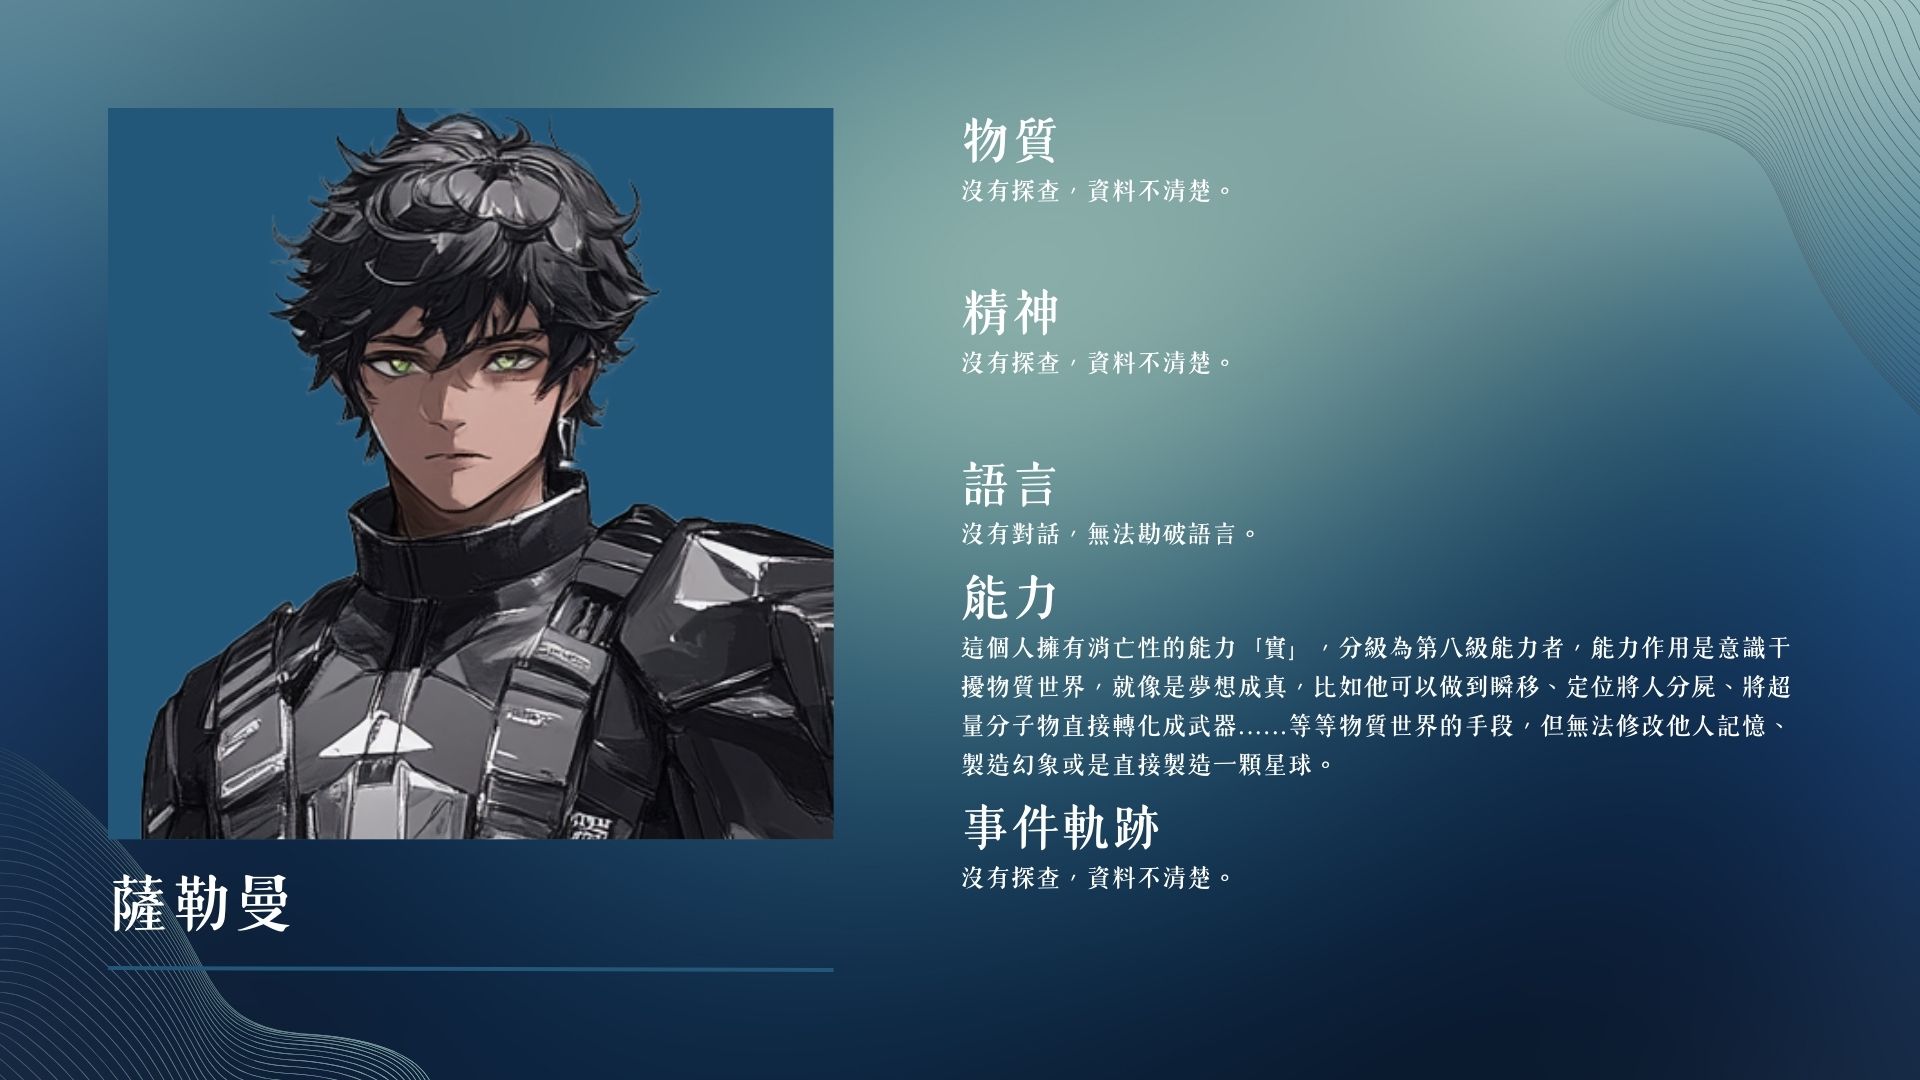 物質
沒有探查，資料不清楚。
精神
沒有探查，資料不清楚。
語言
沒有對話，無法勘破語言。
能力
這個人擁有消亡性的能力「實」，分級為第八級能力者，能力作用是意識干
擾物質世界，就像是夢想成真，比如他可以做到瞬移、定位將人分屍、將超
量分子物直接轉化成武器......等等物質世界的手段，但無法修改他人記憶、
製造幻象或是直接製造一顆星球。
事件軌跡
沒有探查，資料不清楚。
薩勒曼